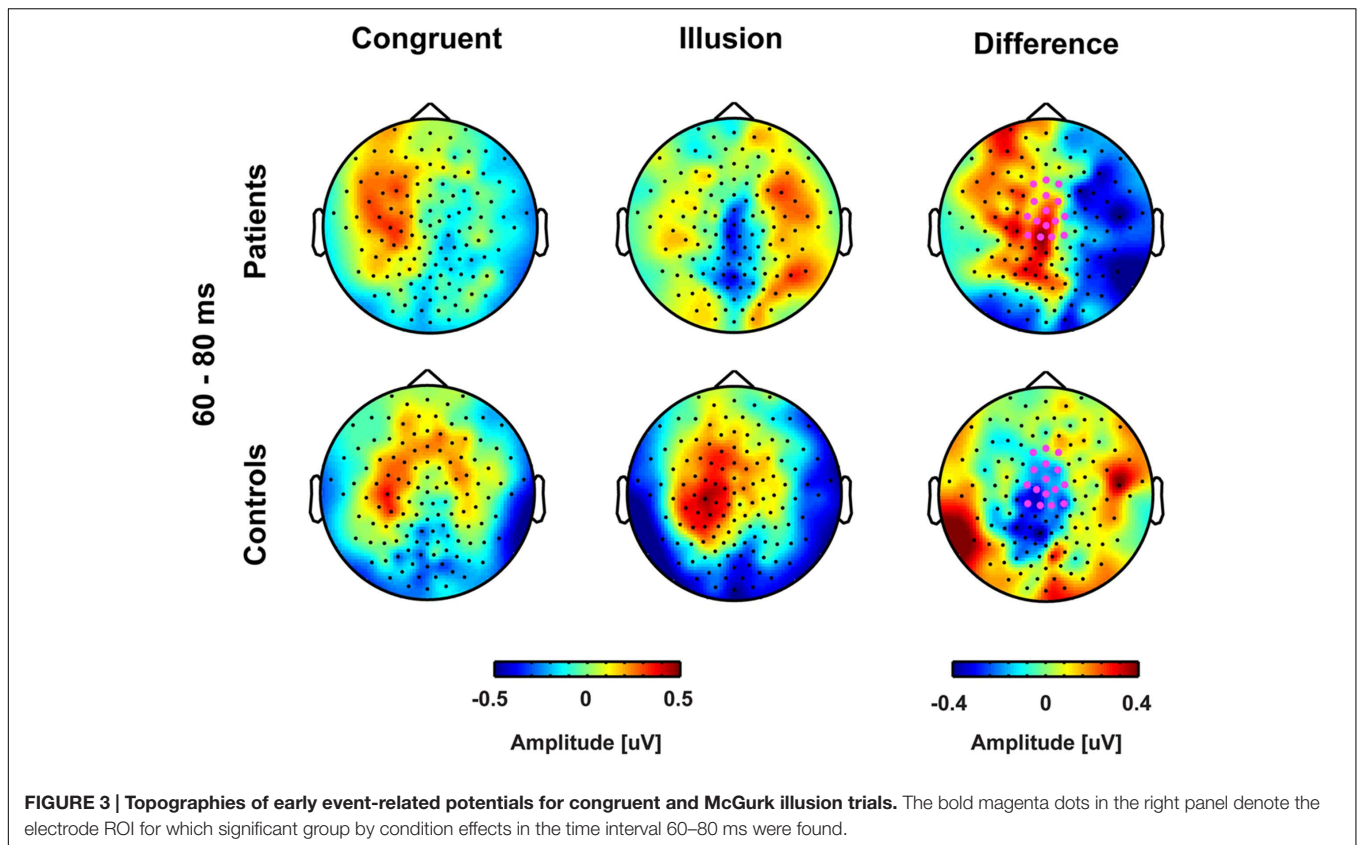 Congruent
Illusion
Difference
60 - 80 ms
Patients
Controls
-0.5 0 0.5
Amplitude [uV]
-0.4 0 0.4
Amplitude [uV]
FIGURE 3 | Topographies of early event-related potentials for congruent and McGurk illusion trials. The bold magenta dots in the right panel denote the
electrode ROI for which significant group by condition effects in the time interval 60–80 ms were found.